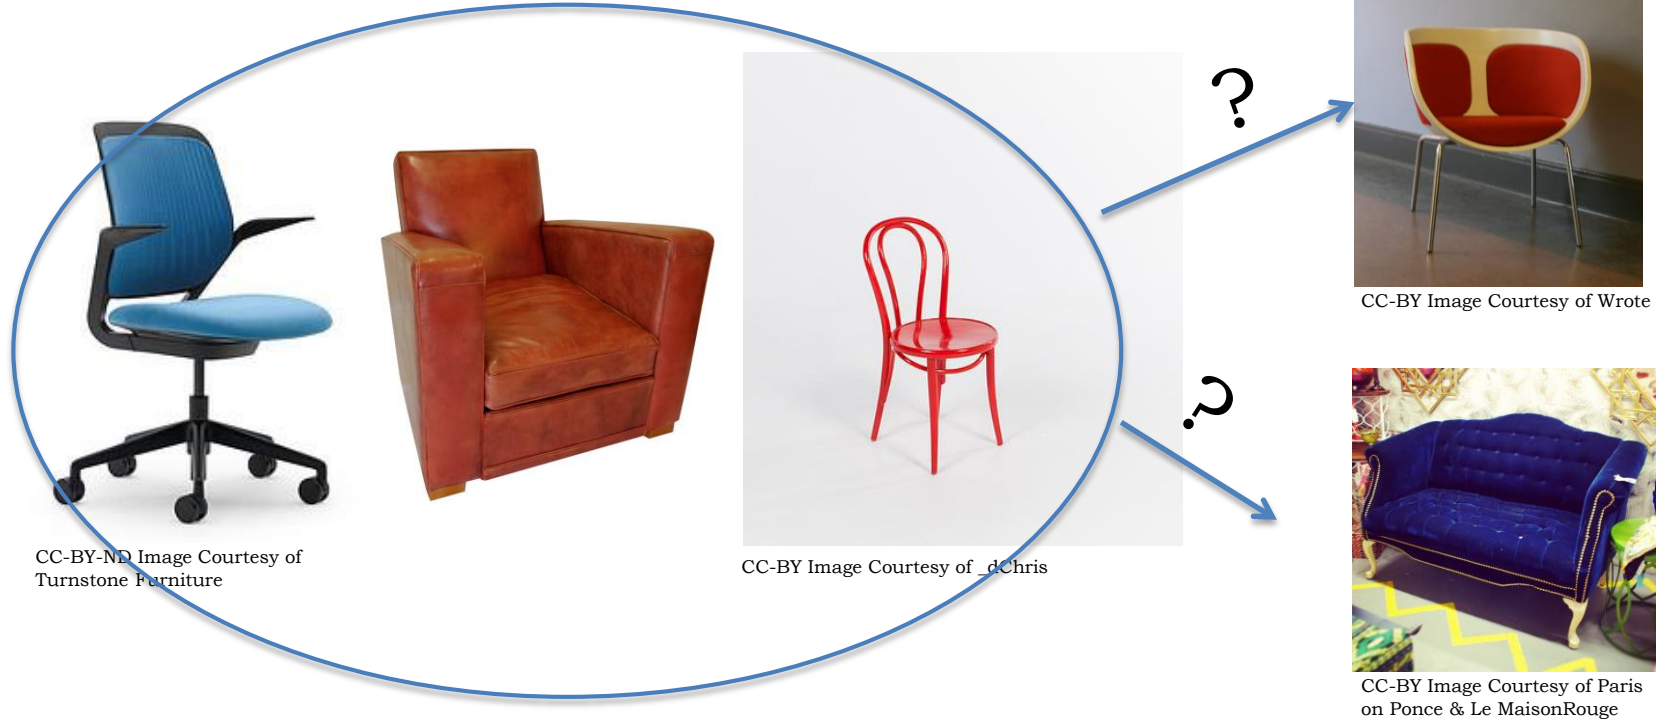 ?
CC-BY Image Courtesy of Wrote
?
CC-BY-ND Image Courtesy of
Turnstone Furniture
CC-BY Image Courtesy of _dChris
CC-BY Image Courtesy of Paris
on Ponce & Le MaisonRouge